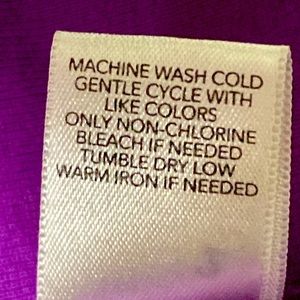 MACHINE WASH COLD
GENTLE CYCLE WITH
LIKE COLORS
ONLY NON-CHLORINE
BLEACH IF NEEDED
TUMBLE DRY LOW
WARM IRON IF NEEDED